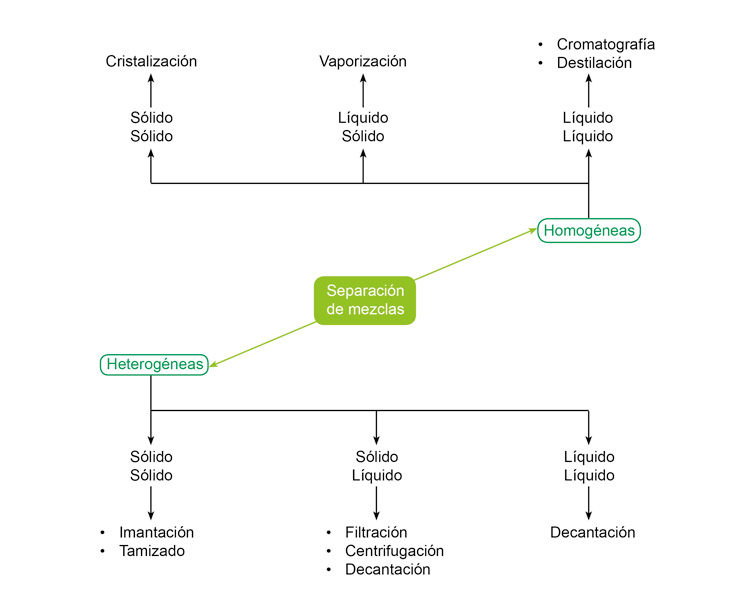 • Cromatografía
• Destilación
Cristalización
Vaporización
Sólido
Sólido
Líquido
Sólido
Líquido
Líquido
Homogéneas
Separación
de mezclas
Heterogéneas
Sólido
Sólido
Sólido
Líquido
Líquido
Líquido
• Imantación
• Tamizado
• Filtración
• Centrifugación
• Decantación
Decantación